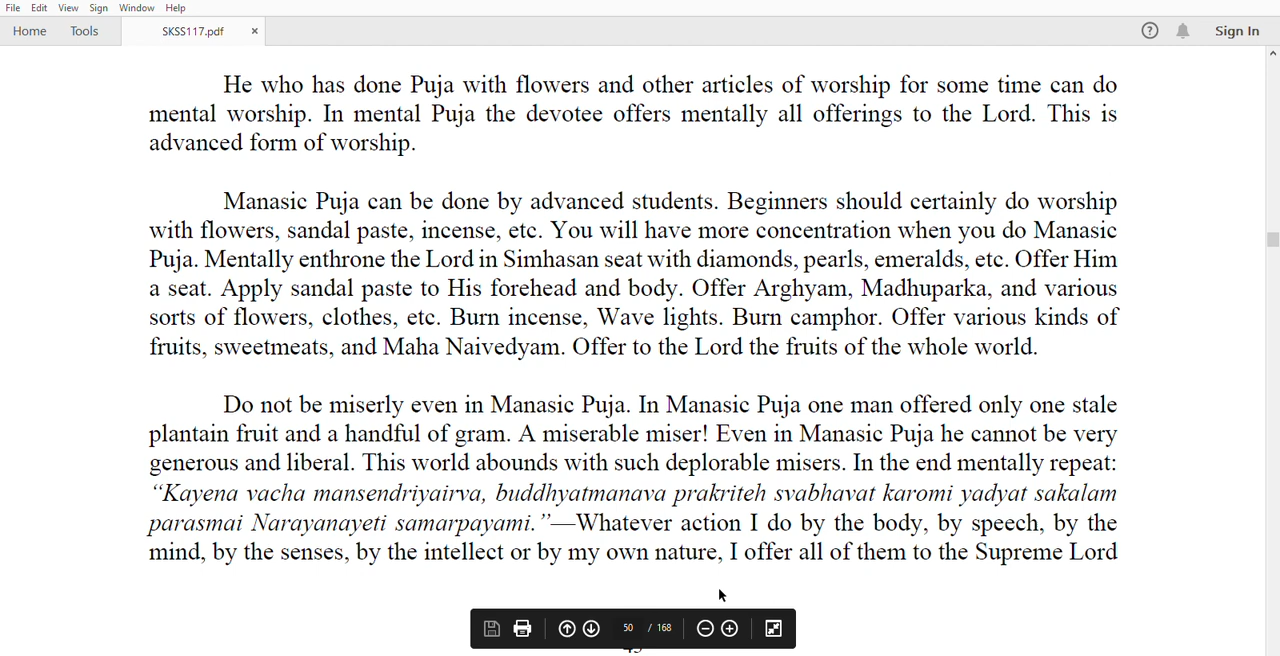 File Edit View Sign Window Help
Home Tools SKSS117.pdf × ? Sign In
He who has done Puja with flowers and other articles of worship for some time can do
mental worship. In mental Puja the devotee offers mentally all offerings to the Lord. This is
advanced form of worship.
Manasic Puja can be done by advanced students. Beginners should certainly do worship
with flowers, sandal paste, incense, etc. You will have more concentration when you do Manasic
Puja. Mentally enthrone the Lord in Simhasan seat with diamonds, pearls, emeralds, etc. Offer Him
a seat. Apply sandal paste to His forehead and body. Offer Arghyam, Madhuparka, and various
sorts of flowers, clothes, etc. Burn incense, Wave lights. Burn camphor. Offer various kinds of
fruits, sweetmeats, and Maha Naivedyam. Offer to the Lord the fruits of the whole world.
Do not be miserly even in Manasic Puja. In Manasic Puja one man offered only one stale
plantain fruit and a handful of gram. A miserable miser! Even in Manasic Puja he cannot be very
generous and liberal. This world abounds with such deplorable misers. In the end mentally repeat:
“Kayena vacha mansendriyairva, buddhyatmanava prakriteh svabhavat karomi yadyat sakalam
parasmai Narayanayeti samarpayami.”—Whatever action I do by the body, by speech, by the
mind, by the senses, by the intellect or by my own nature, I offer all of them to the Supreme Lord
50 / 168